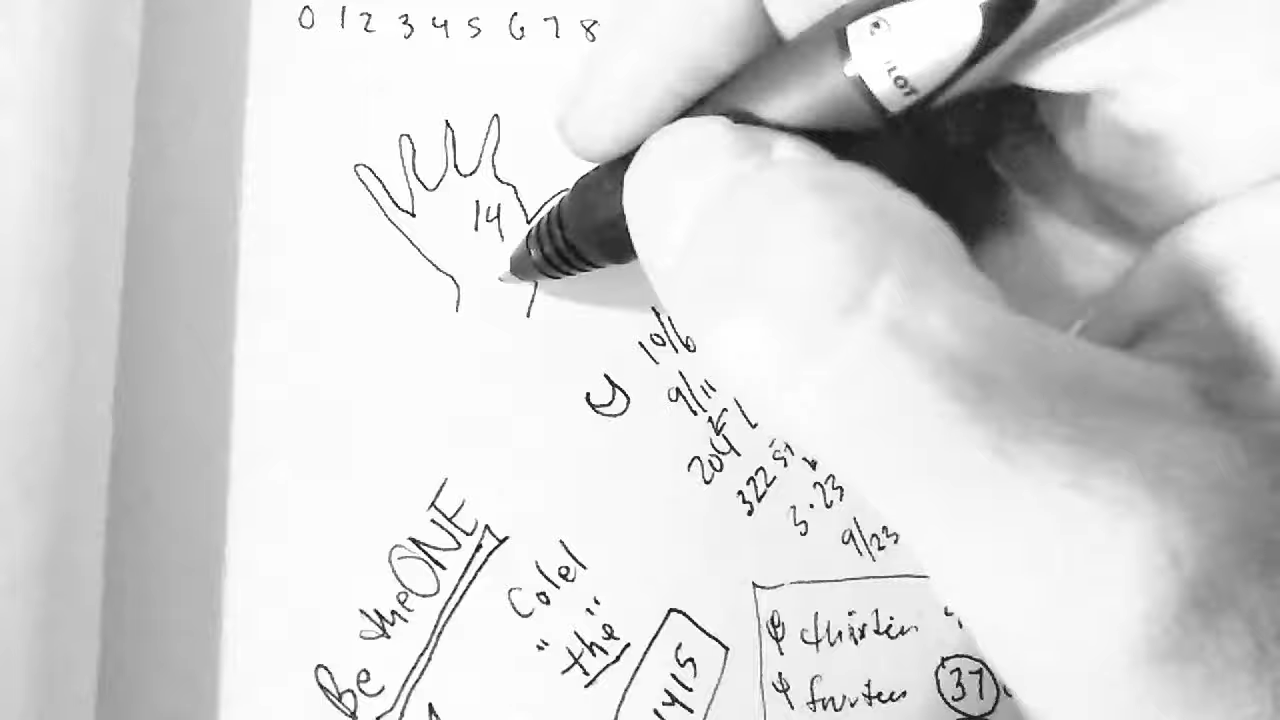 0 1 2 3 4 5 6 7 8
14
10/6
9/11
322 51
3.23
9/23
Be the ONE
Colel
"the"
1415
thirteen
fourteen 37